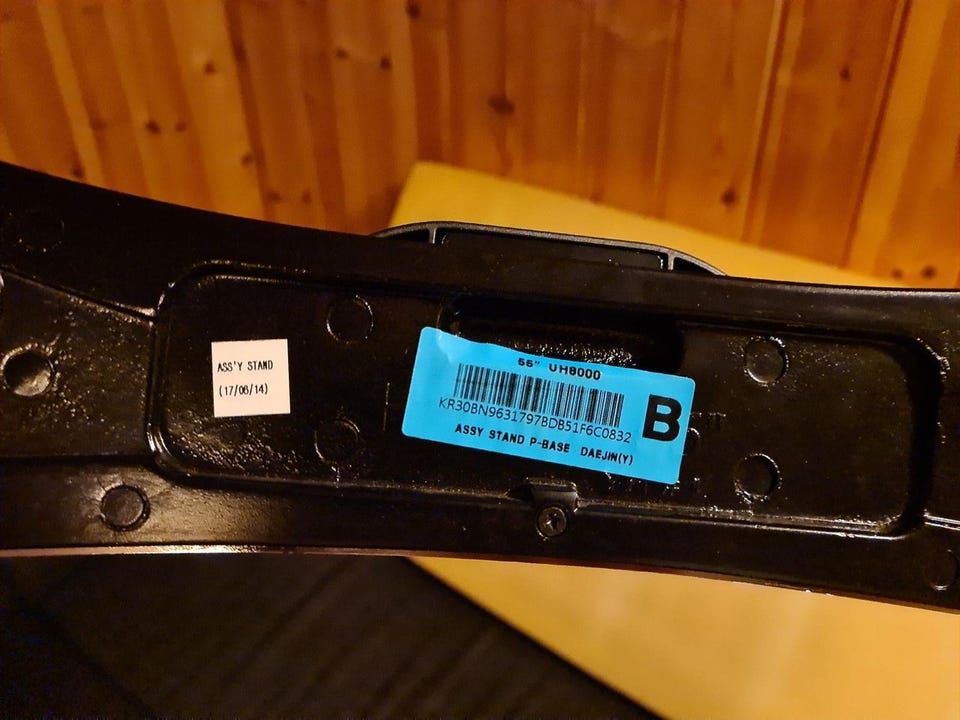 ASS'Y STAND
(17/06/14)
55" UH8000
KR30BN9631797BDB51F6C0832
B
ASSY STAND P-BASE DAEJIN(Y)